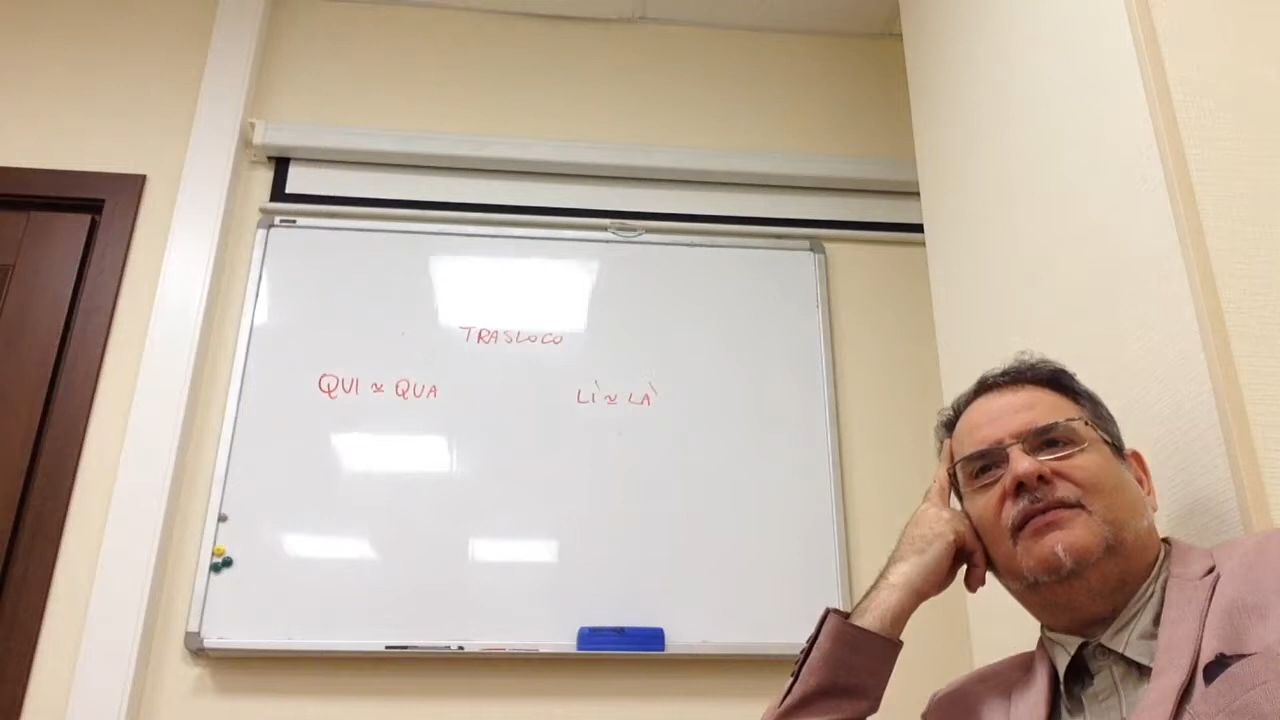 TRASLOCO
QUI ≃ QUA LÌ ≃ LÀ